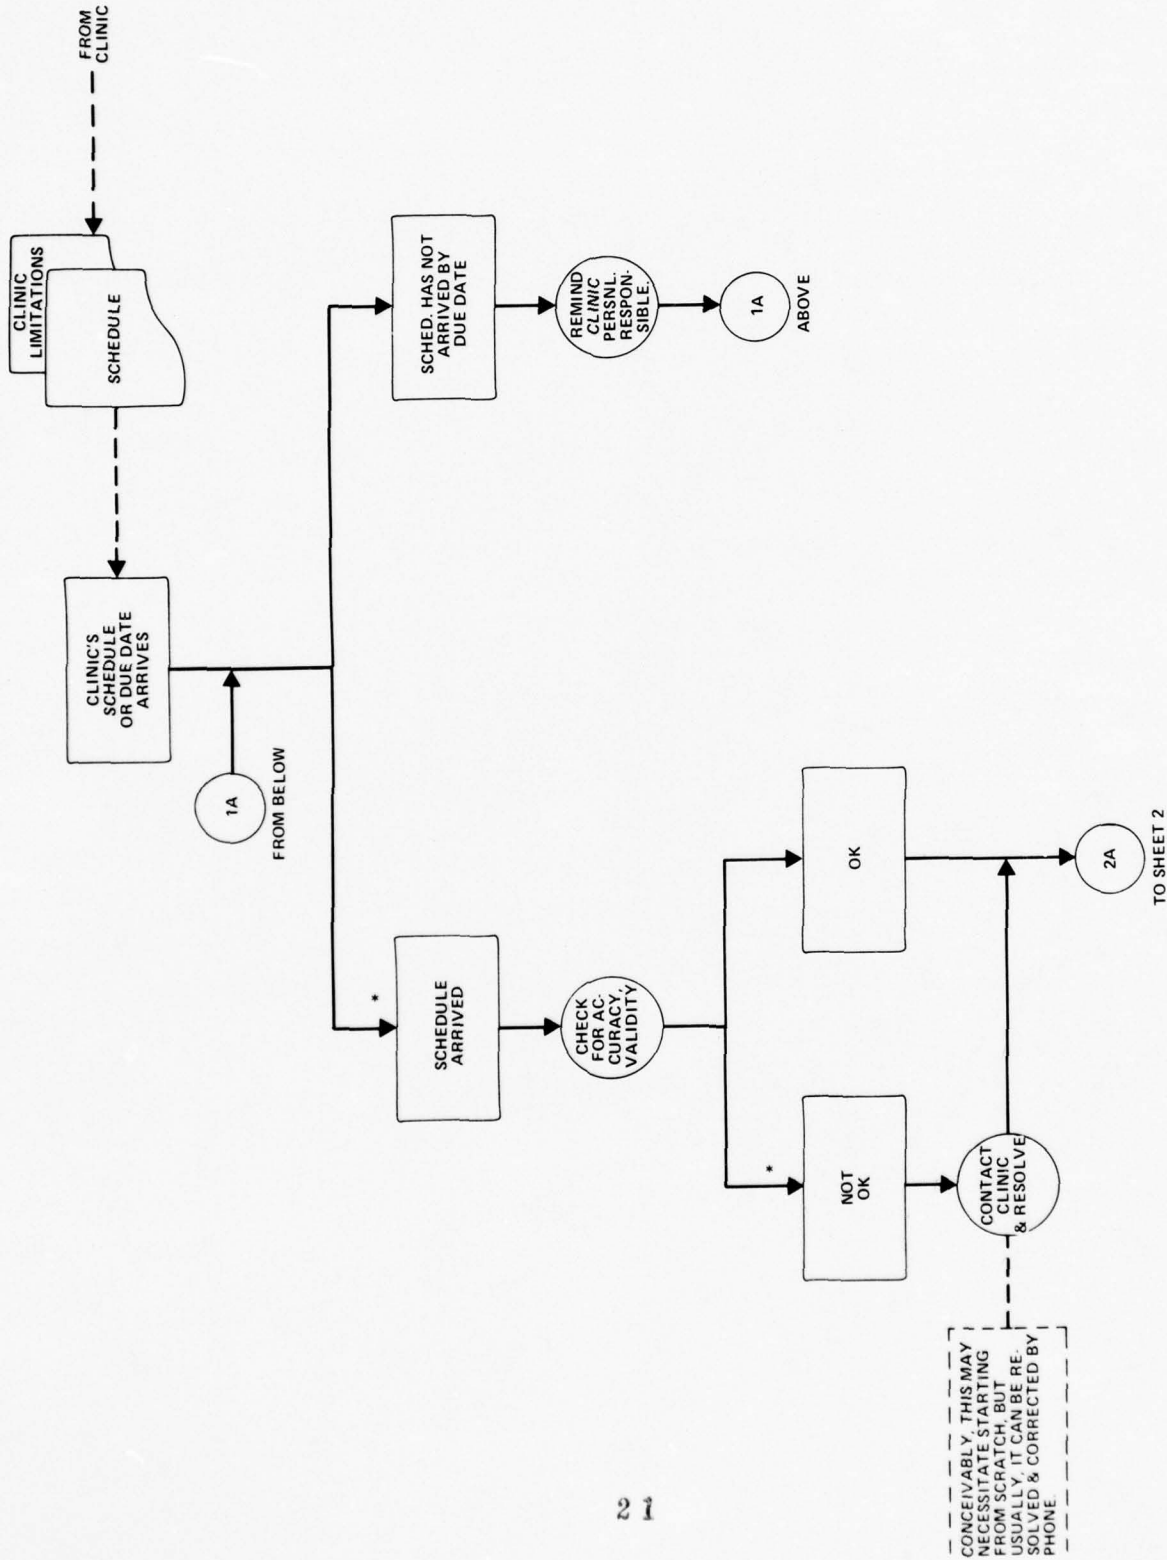 FROM
CLINIC
CLINIC
LIMITATIONS
SCHEDULE
CLINIC'S
SCHEDULE
OR DUE DATE
ARRIVES
1A
FROM BELOW
*
SCHEDULE
ARRIVED
SCHED. HAS NOT
ARRIVED BY
DUE DATE
CHECK
FOR AC-
CURACY,
VALIDITY
REMIND
CLINIC
PERSNL.
RESPON-
SIBLE.
1A
ABOVE
*
NOT
OK
OK
CONTACT
CLINIC
& RESOLVE
2A
TO SHEET 2
CONCEIVABLY, THIS MAY
NECESSITATE STARTING
FROM SCRATCH, BUT
USUALLY, IT CAN BE RE-
SOLVED & CORRECTED BY
PHONE.
21